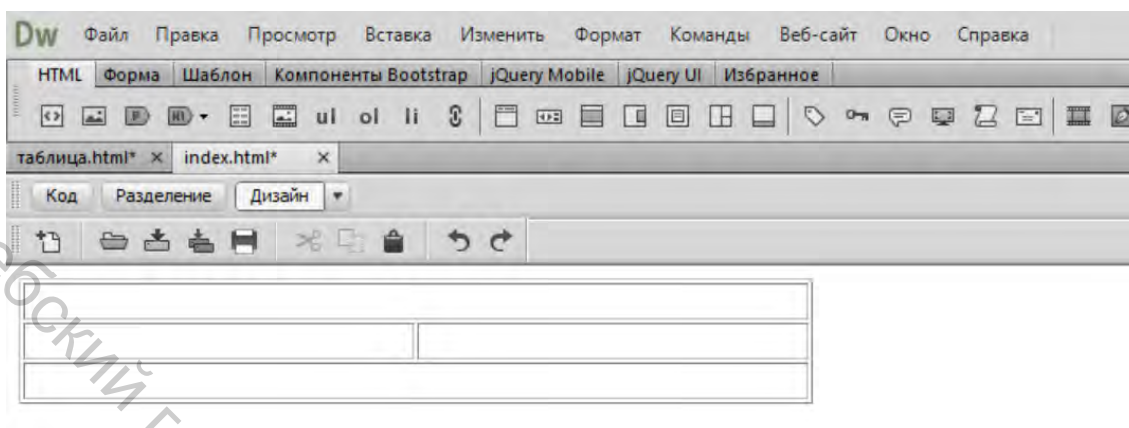 Dw Файл Правка Просмотр Вставка Изменить Формат Команды Веб-сайт Окно Справка
HTML Форма Шаблон Компоненты Bootstrap jQuery Mobile jQuery UI Избранное
ul ol li
таблица.html* × index.html* ×
Код Разделение Дизайн